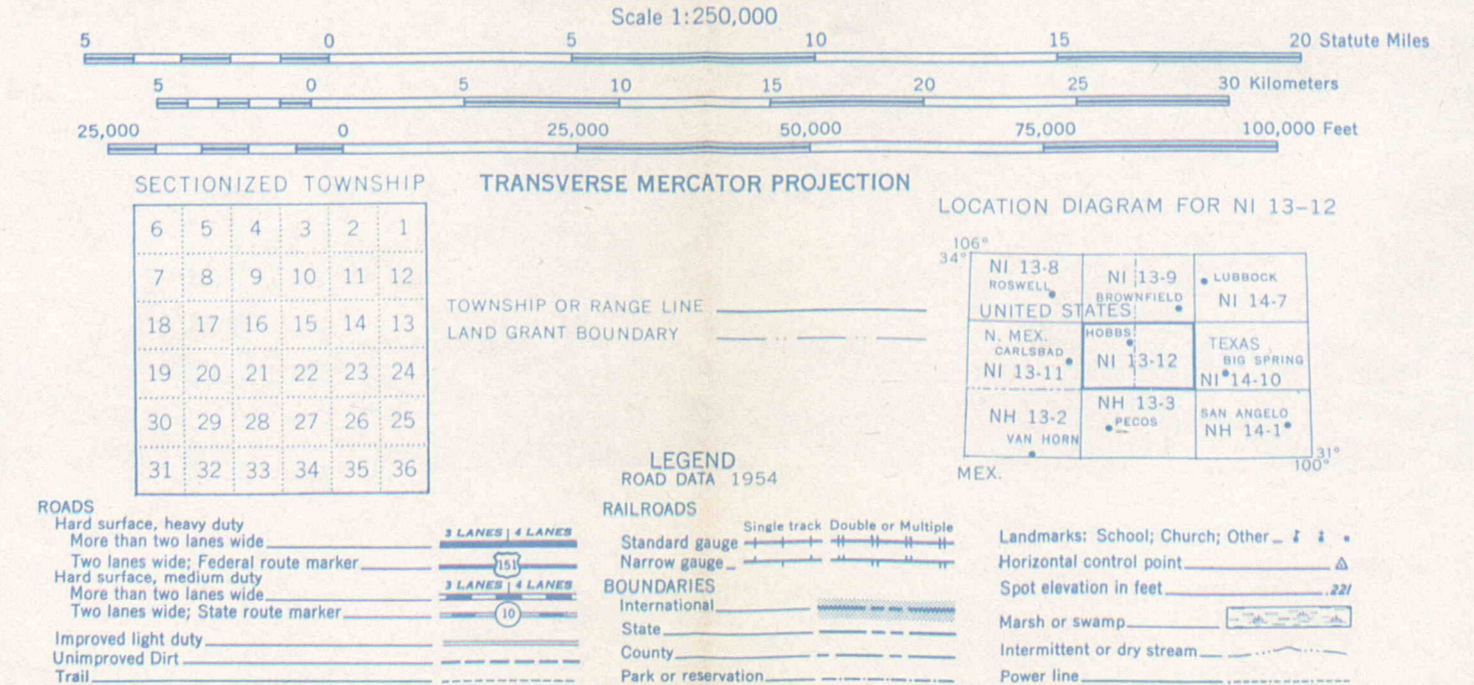 Scale 1:250,000
5 0 5 10 15 20 Statute Miles
5 0 5 10 15 20 25 30 Kilometers
25,000 0 25,000 50,000 75,000 100,000 Feet
SECTIONIZED TOWNSHIP
6 5 4 3 2 1
7 8 9 10 11 12
18 17 16 15 14 13
19 20 21 22 23 24
30 29 28 27 26 25
31 32 33 34 35 36
TRANSVERSE MERCATOR PROJECTION
TOWNSHIP OR RANGE LINE
LAND GRANT BOUNDARY
LOCATION DIAGRAM FOR NI 13-12
106°
34°
NI 13-8
ROSWELL
NI 13-9
BROWNFIELD
LUBBOCK
NI 14-7
UNITED STATES
N. MEX.
CARLSBAD
NI 13-11
HOBBS
NI 13-12
TEXAS
BIG SPRING
NI 14-10
NH 13-2
VAN HORN
NH 13-3
PECOS
SAN ANGELO
NH 14-1
31°
100°
MEX.
LEGEND
ROAD DATA 1954
ROADS
Hard surface, heavy duty
More than two lanes wide 3 LANES | 4 LANES
Two lanes wide; Federal route marker 151
Hard surface, medium duty
More than two lanes wide 3 LANES | 4 LANES
Two lanes wide; State route marker 10
Improved light duty
Unimproved Dirt
Trail
RAILROADS
Single track Double or Multiple
Standard gauge
Narrow gauge
BOUNDARIES
International
State
County
Park or reservation
Landmarks: School; Church; Other
Horizontal control point
Spot elevation in feet .221
Marsh or swamp
Intermittent or dry stream
Power line